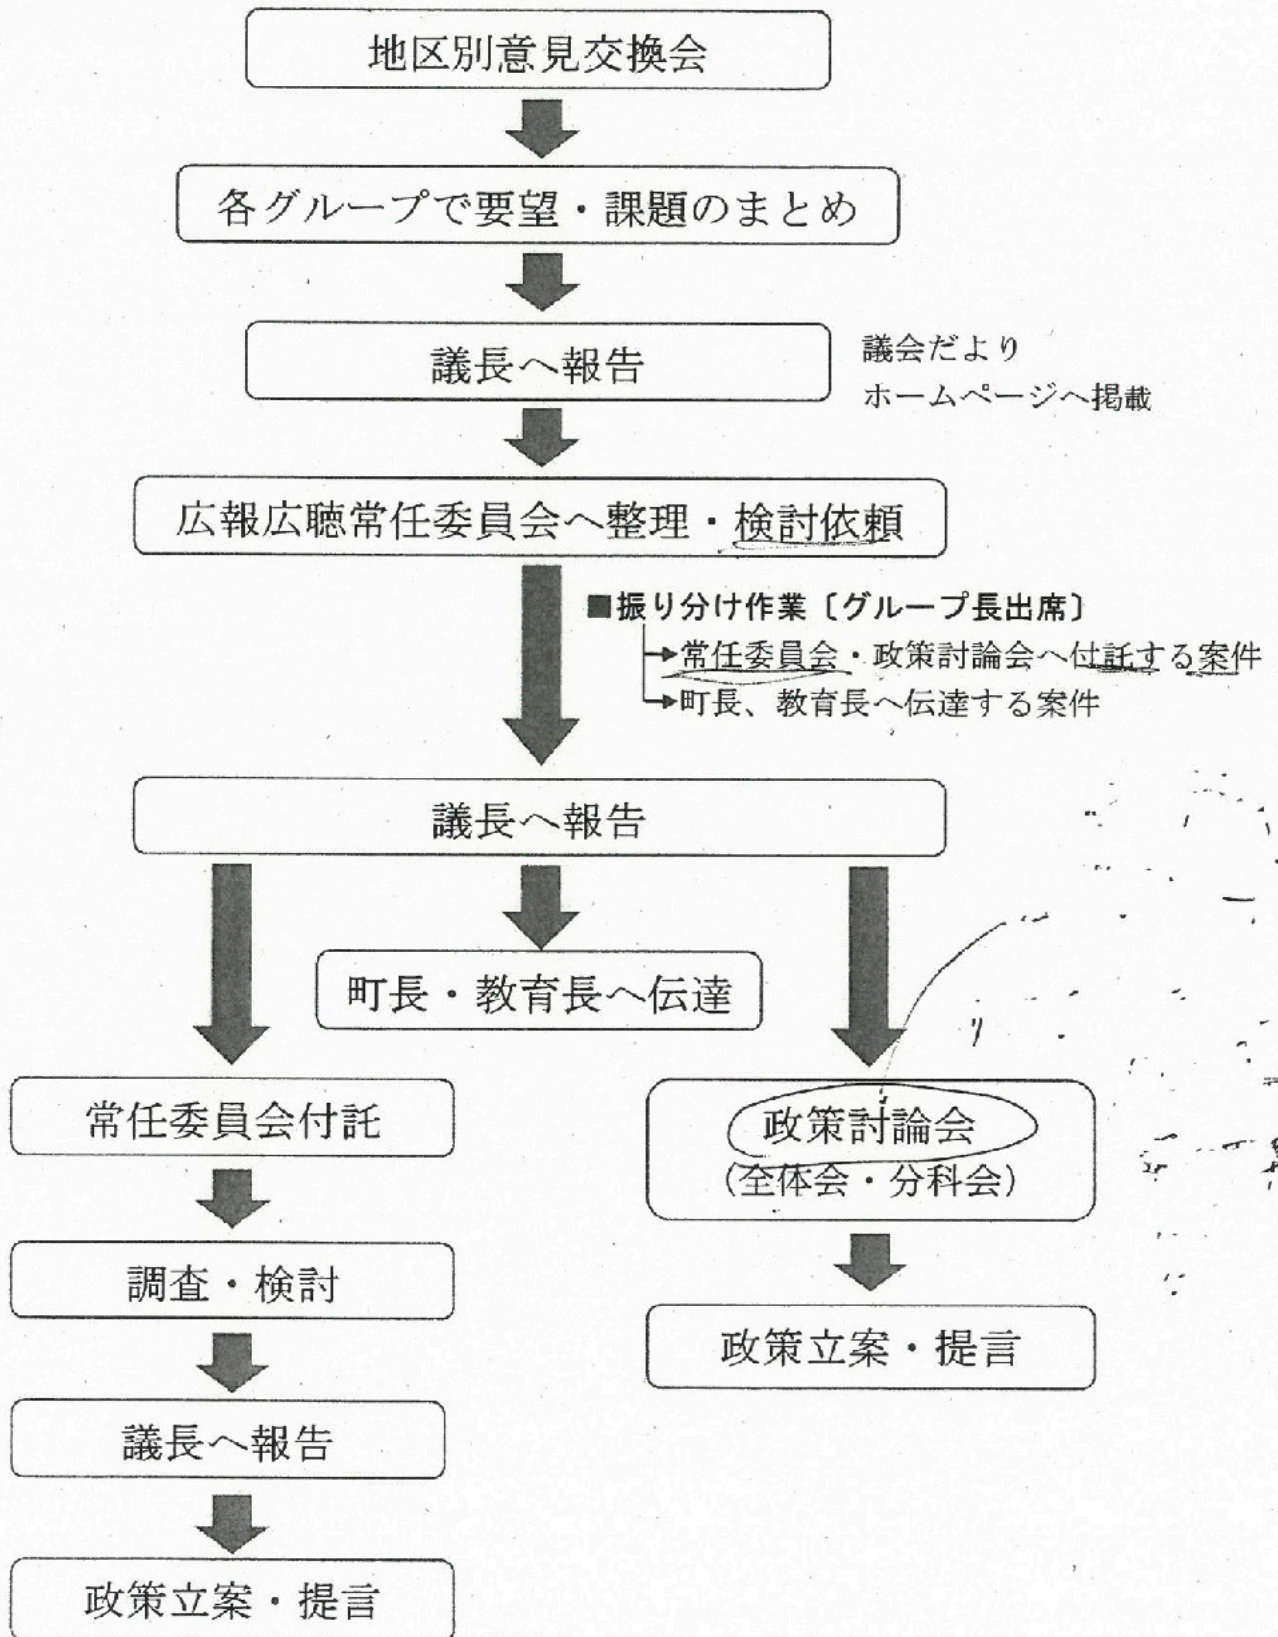 地区別意見交換会
各グループで要望・課題のまとめ
議長へ報告
議会だより
ホームページへ掲載
広報広聴常任委員会へ整理・検討依頼
■振り分け作業〔グループ長出席〕
常任委員会・政策討論会へ付託する案件
町長、教育長へ伝達する案件
議長へ報告
町長・教育長へ伝達
常任委員会付託
政策討論会
(全体会・分科会)
調査・検討
政策立案・提言
議長へ報告
政策立案・提言